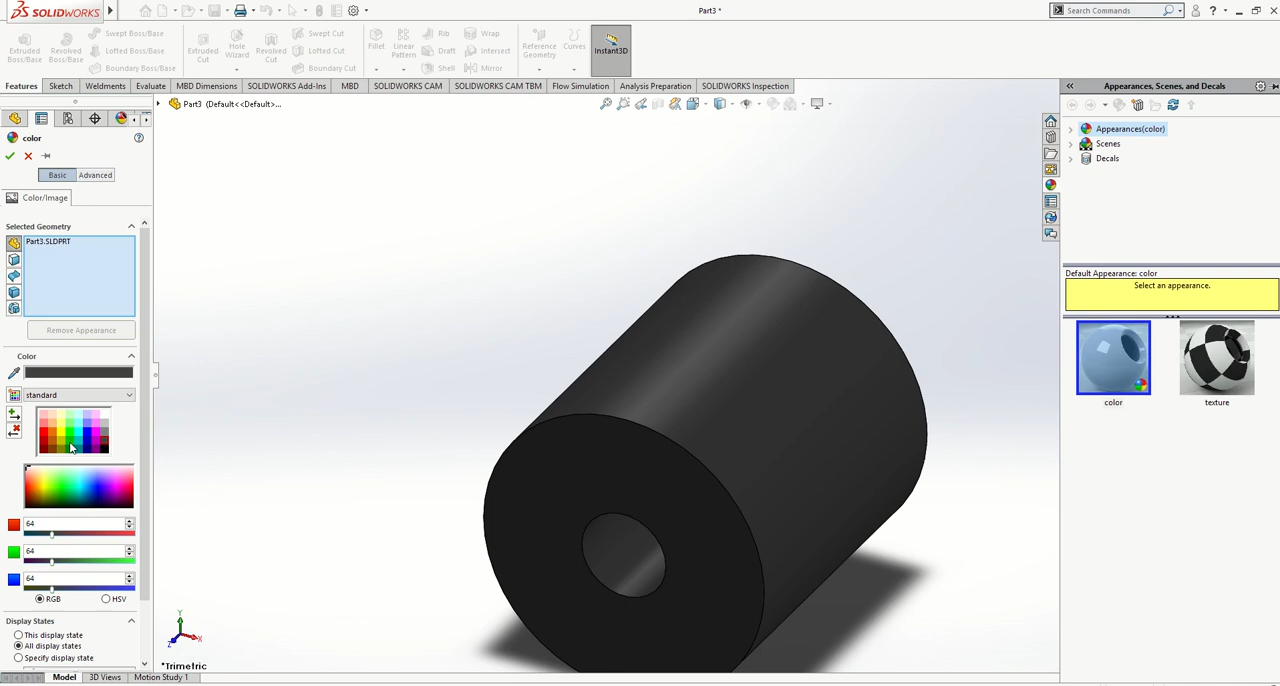 SOLIDWORKS
Part3 *
Search Commands
Extruded Boss/Base
Revolved Boss/Base
Swept Boss/Base
Lofted Boss/Base
Boundary Boss/Base
Extruded Cut
Hole Wizard
Revolved Cut
Swept Cut
Lofted Cut
Boundary Cut
Fillet
Linear Pattern
Rib
Draft
Shell
Wrap
Intersect
Mirror
Reference Geometry
Curves
Instant3D
Features
Sketch
Weldments
Evaluate
MBD Dimensions
SOLIDWORKS Add-Ins
MBD
SOLIDWORKS CAM
SOLIDWORKS CAM TBM
Flow Simulation
Analysis Preparation
SOLIDWORKS Inspection
Part3 (Default<<Default>...
color
Basic
Advanced
Color/Image
Selected Geometry
Part3.SLDPRT
Remove Appearance
Color
standard
64
64
64
RGB
HSV
Display States
This display state
All display states
Specify display state
Y
X
Z
*Trimetric
Model
3D Views
Motion Study 1
Appearances, Scenes, and Decals
Appearances(color)
Scenes
Decals
Default Appearance: color
Select an appearance.
color
texture